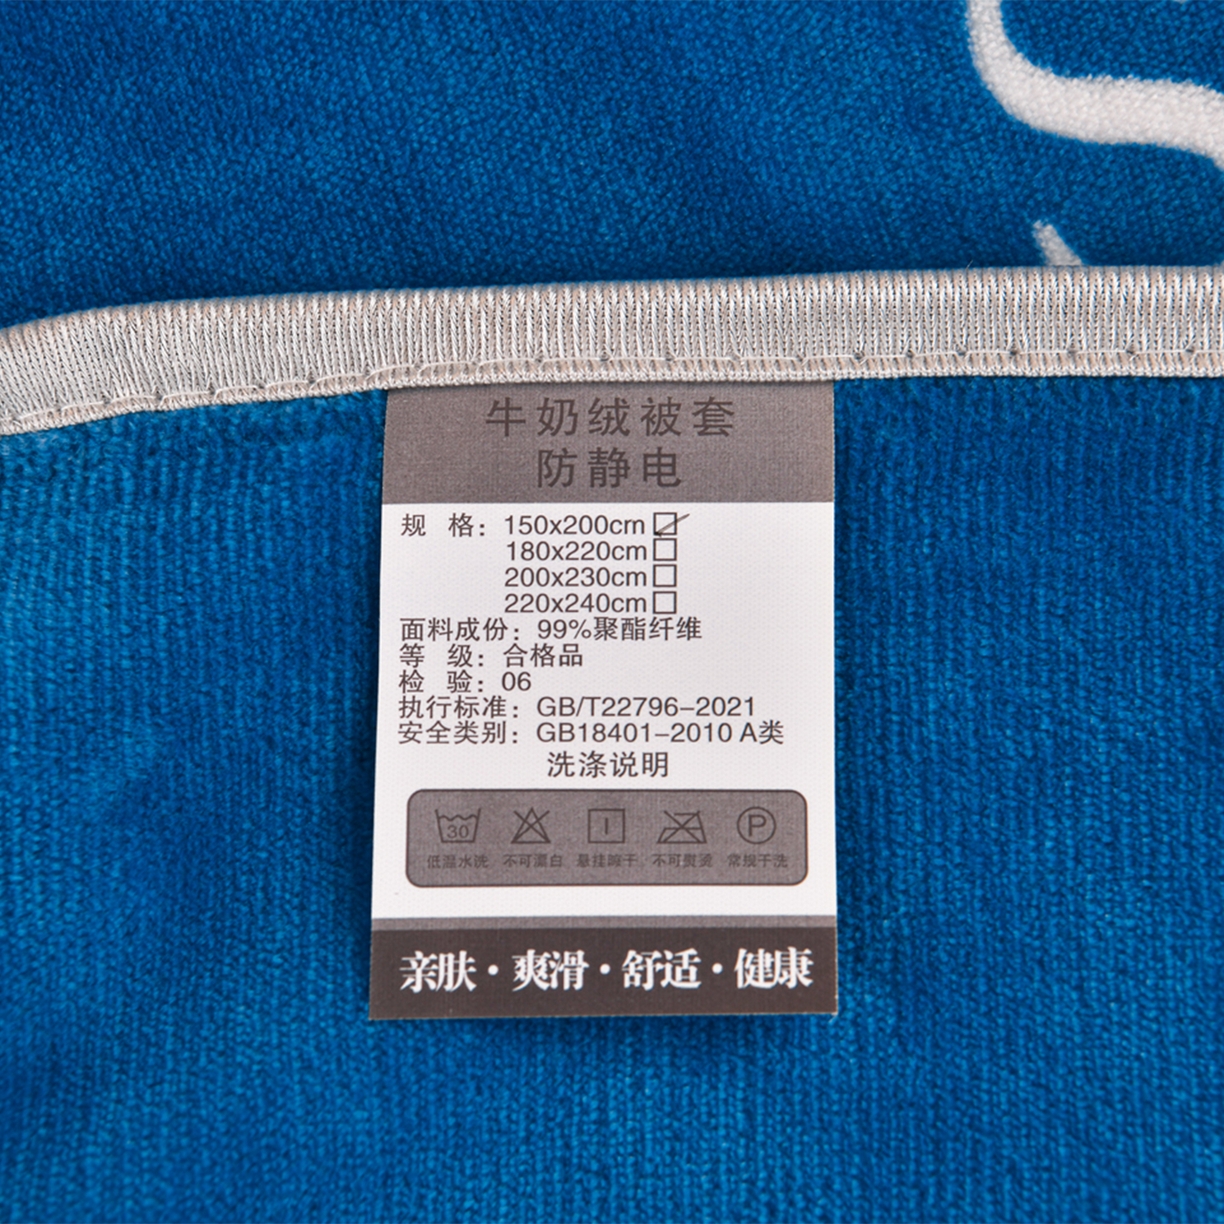 牛奶绒被套
防静电
规 格：150x200cm
180x220cm
200x230cm
220x240cm
面料成份：99%聚酯纤维
等 级：合格品
检 验：06
执行标准：GB/T22796-2021
安全类别：GB18401-2010 A类
洗涤说明
30 P
低温水洗 不可漂白 悬挂晾干 不可熨烫 常规干洗
亲肤·爽滑·舒适·健康